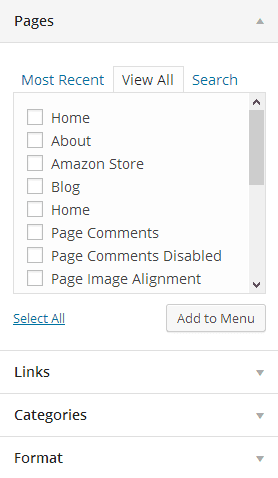 Pages
Most Recent View All Search
Home
About
Amazon Store
Blog
Home
Page Comments
Page Comments Disabled
Page Image Alignment
Select All Add to Menu
Links
Categories
Format